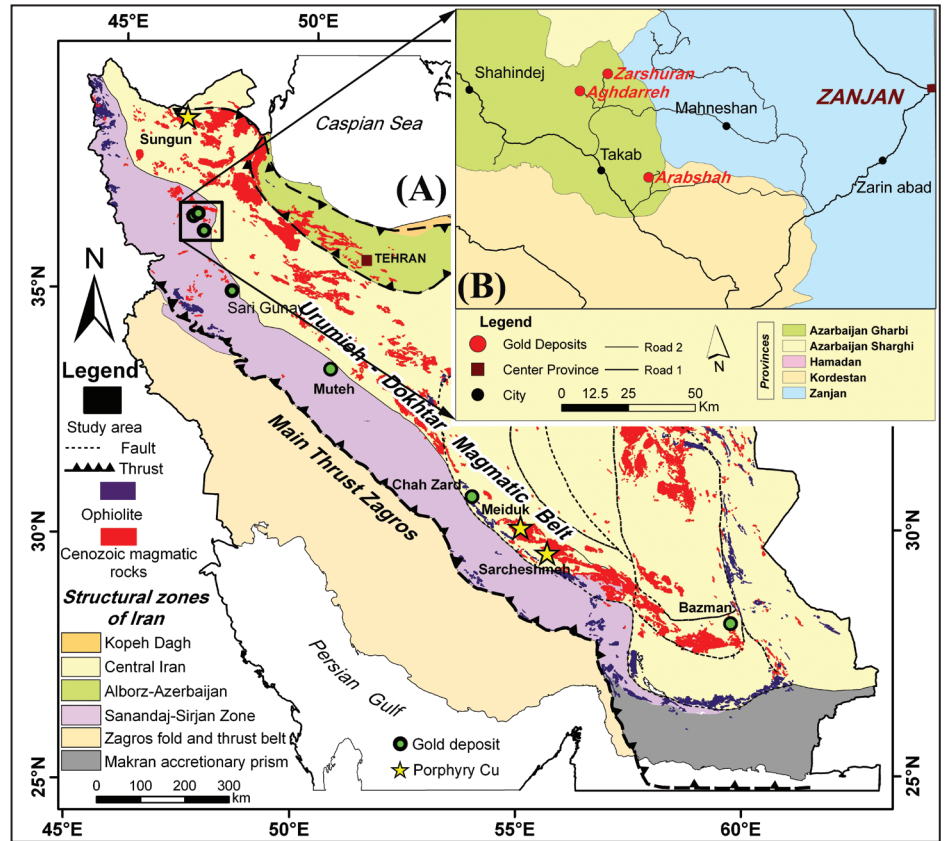 45°E
50°E
Caspian Sea
Sungun
(A)
TEHRAN
35°N
N
Sari Gunay
Urumieh - Dokhtar Magmatic Belt
Muteh
Main Thrust Zagros
Chah Zard
Meiduk
Sarcheshmeh
Bazman
30°N
30°N
Persian Gulf
25°N
25°N
45°E
50°E
55°E
60°E
Legend
Study area
Fault
Thrust
Ophiolite
Cenozoic magmatic
rocks
Structural zones
of Iran
Kopeh Dagh
Central Iran
Alborz-Azerbaijan
Sanandaj-Sirjan Zone
Zagros fold and thrust belt
Makran accretionary prism
0 100 200 300
km
Gold deposit
Porphyry Cu
Shahindej
Zarshuran
Aghdarreh
Mahneshan
ZANJAN
Takab
Arabshah
Zarin abad
(B)
Legend
Gold Deposits
Center Province
City
Road 2
Road 1
0 12.5 25 50
Km
N
Provinces
Azarbaijan Gharbi
Azarbaijan Sharghi
Hamadan
Kordestan
Zanjan